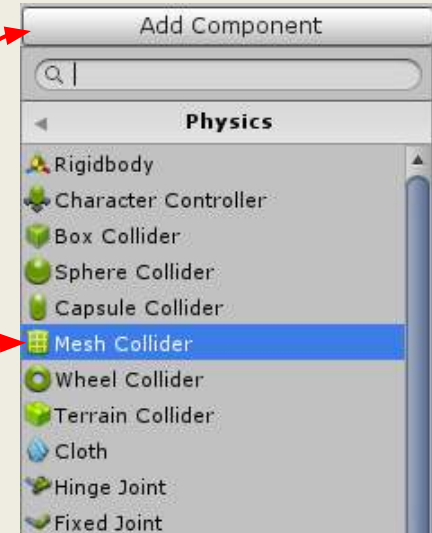 Add Component
Physics
Rigidbody
Character Controller
Box Collider
Sphere Collider
Capsule Collider
Mesh Collider
Wheel Collider
Terrain Collider
Cloth
Hinge Joint
Fixed Joint